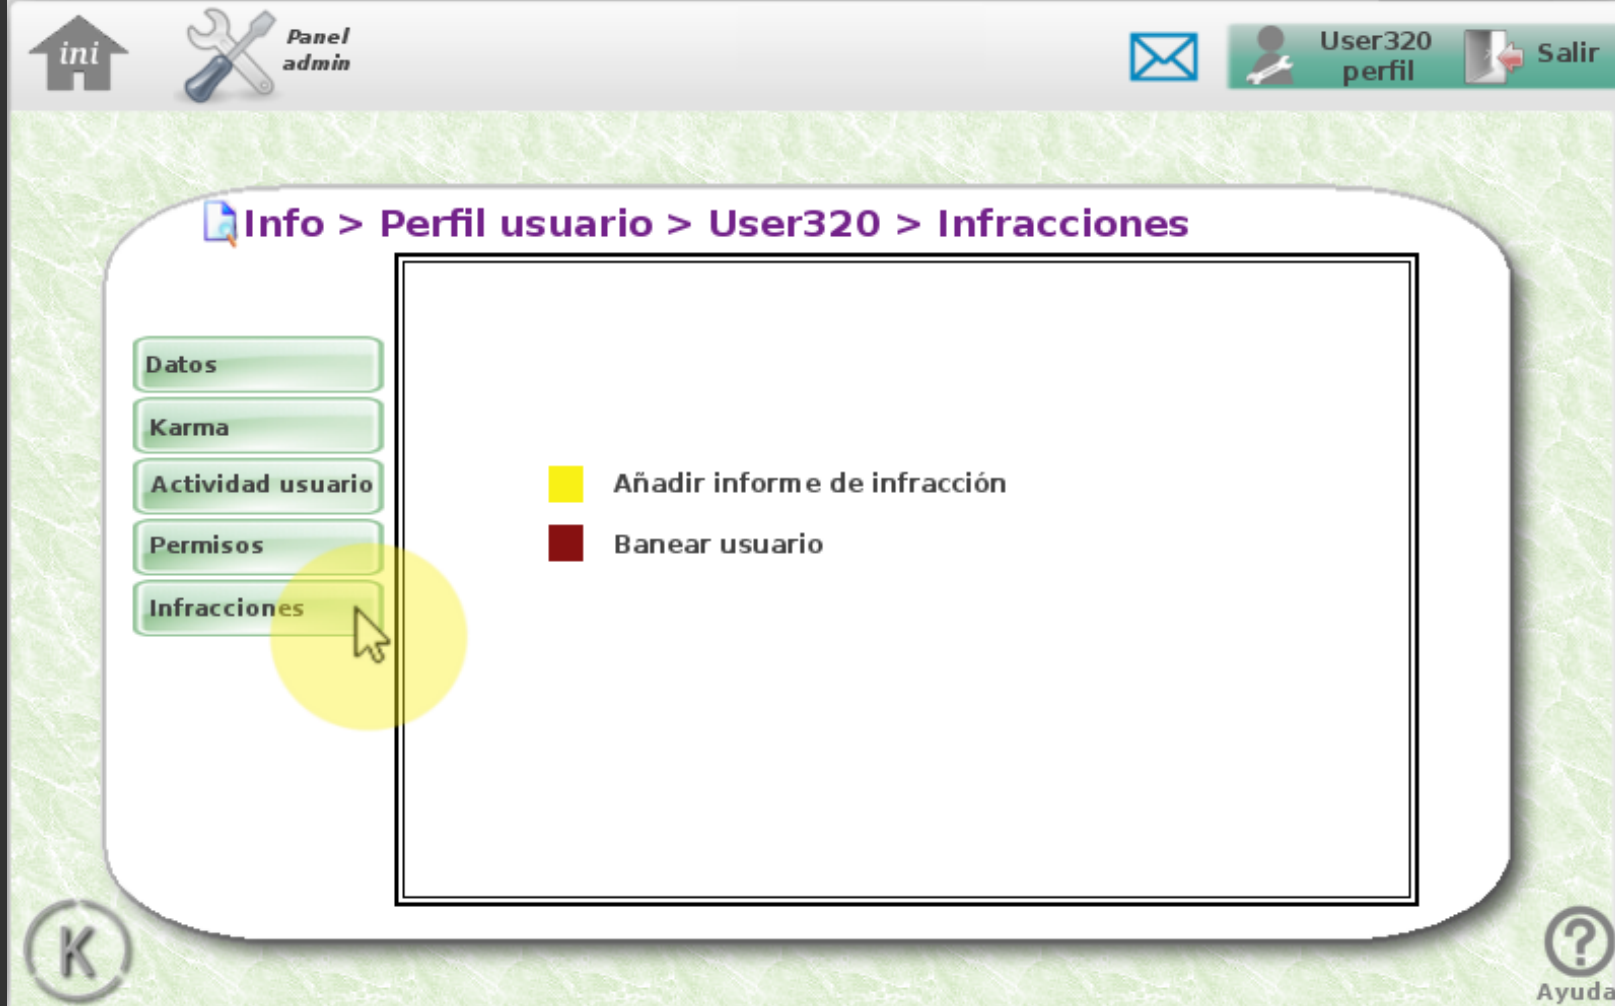 ini
Panel
admin
User320
perfil
Salir
Info > Perfil usuario > User320 > Infracciones
Datos
Karma
Actividad usuario
Permisos
Infracciones
Añadir informe de infracción
Banear usuario
K
?
Ayuda